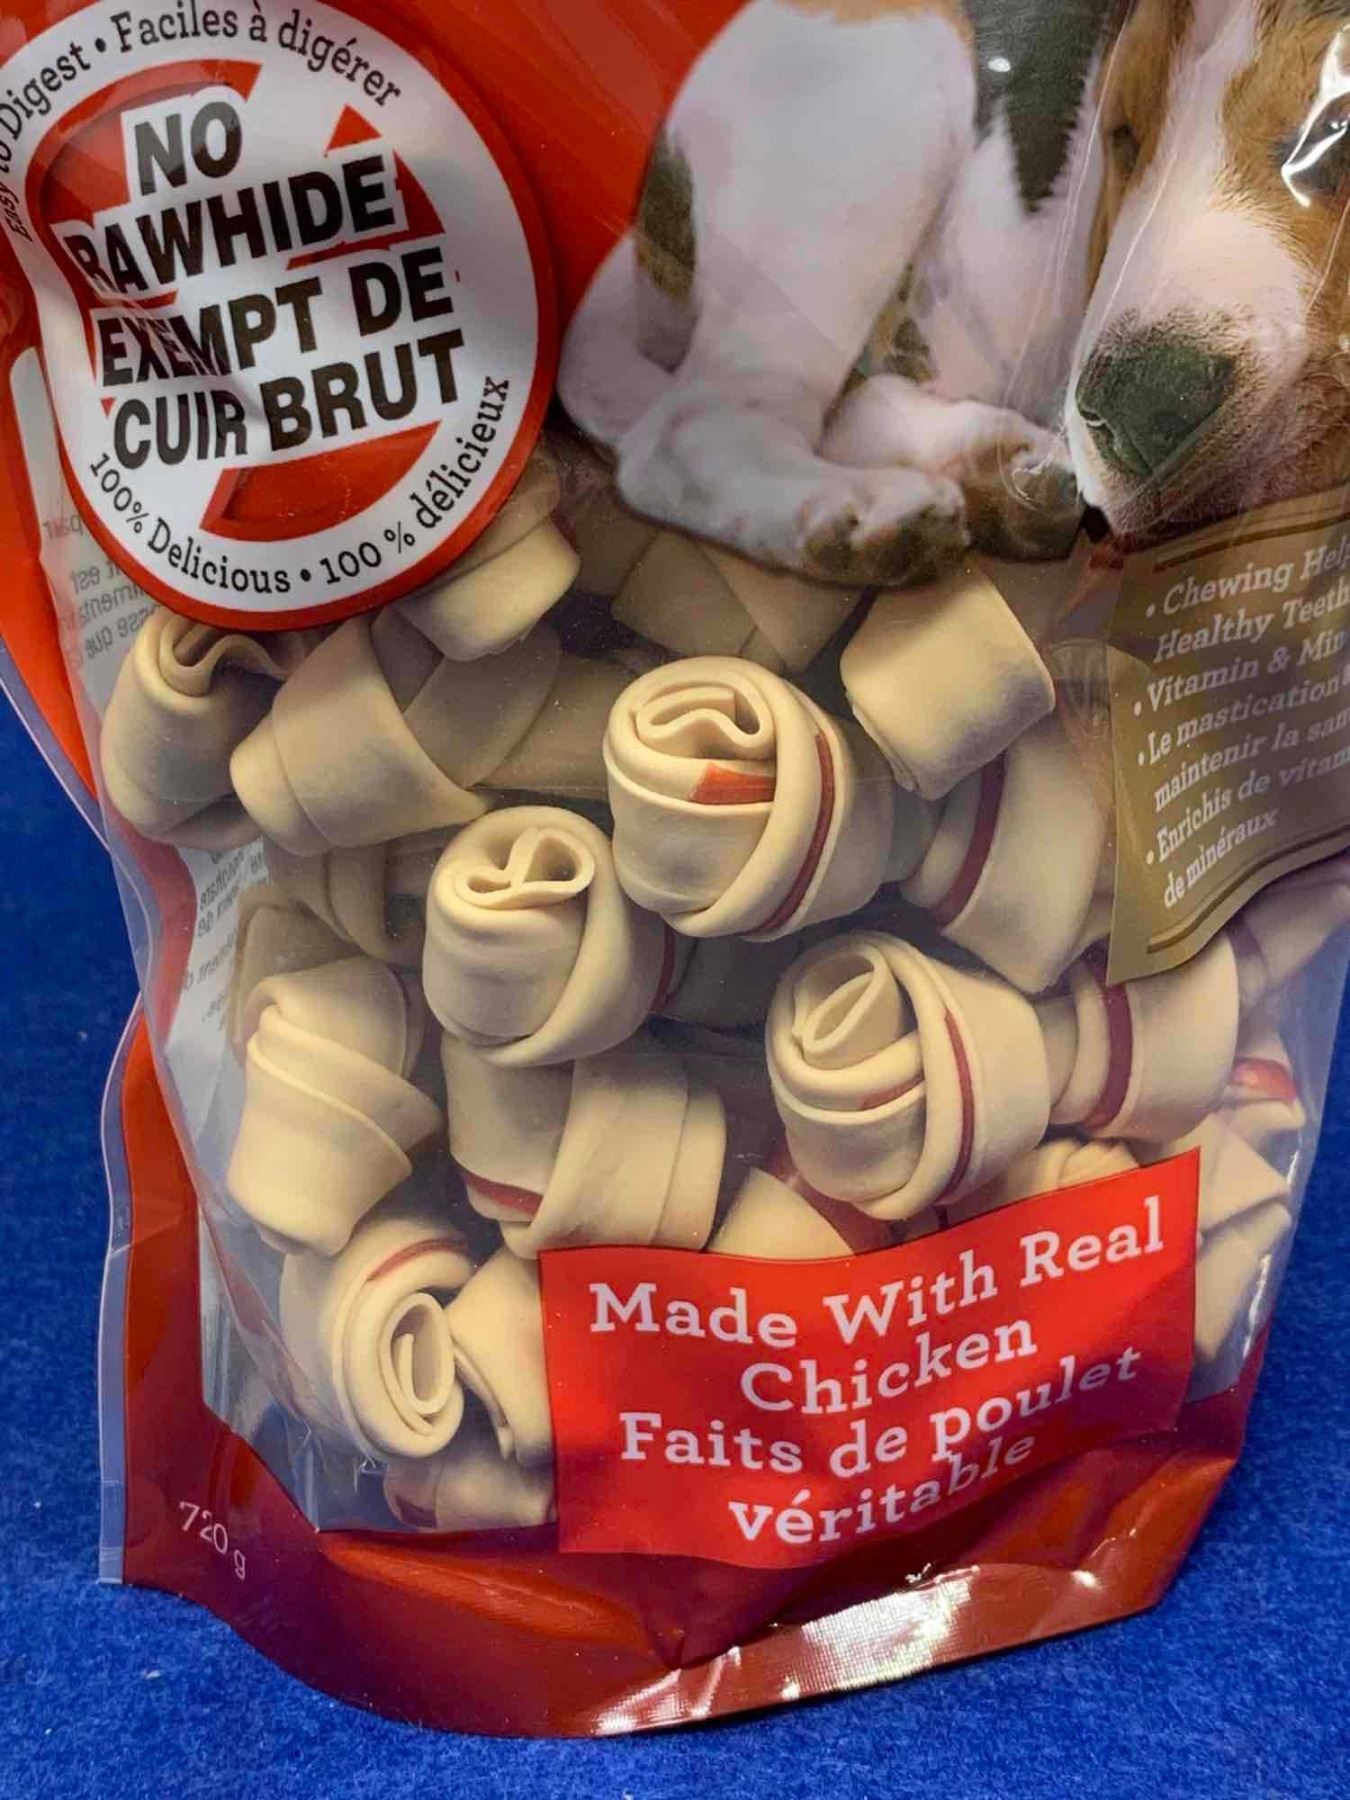 Easy to Digest • Faciles à digérer
NO
RAWHIDE
EXEMPT DE
CUIR BRUT
100% Delicious • 100 % délicieux
• Chewing
Healthy Teeth
• Vitamin &
• Le mastication
maintenir la
• Enrichis de
de minéraux
Made With Real
Chicken
Faits de poulet
véritable
720 g